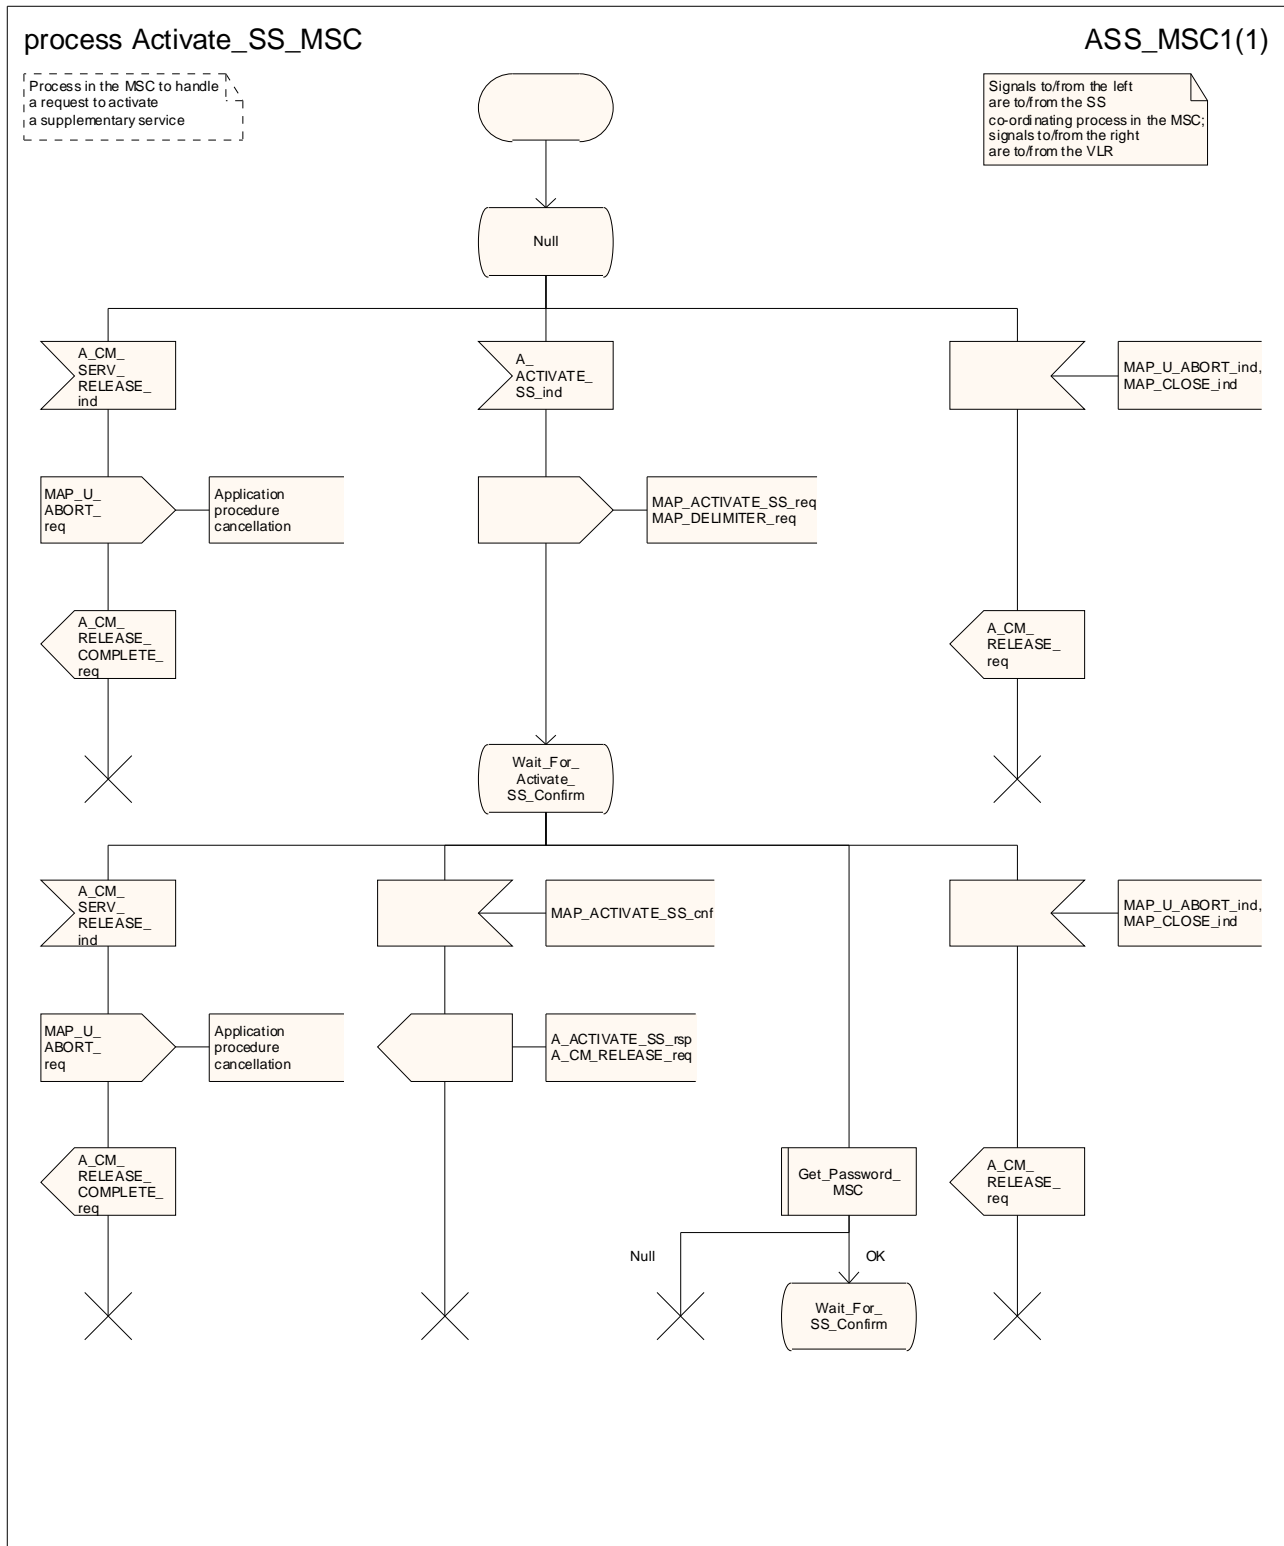 process Activate_SS_MSC
ASS_MSC1(1)
Process in the MSC to handle
a request to activate
a supplementary service
Signals to/from the left
are to/from the SS
co-ordinating process in the MSC;
signals to/from the right
are to/from the VLR
Null
A_CM_
SERV_
RELEASE_
ind
A_
ACTIVATE_
SS_ind
MAP_U_ABORT_ind,
MAP_CLOSE_ind
MAP_U_
ABORT_
req
Application
procedure
cancellation
MAP_ACTIVATE_SS_req
MAP_DELIMITER_req
A_CM_
RELEASE_
COMPLETE_
req
A_CM_
RELEASE_
req
Wait_For_
Activate_
SS_Confirm
A_CM_
SERV_
RELEASE_
ind
MAP_ACTIVATE_SS_cnf
MAP_U_ABORT_ind,
MAP_CLOSE_ind
MAP_U_
ABORT_
req
Application
procedure
cancellation
A_ACTIVATE_SS_rsp
A_CM_RELEASE_req
A_CM_
RELEASE_
COMPLETE_
req
Get_Password_
MSC
A_CM_
RELEASE_
req
Null
OK
Wait_For_
SS_Confirm